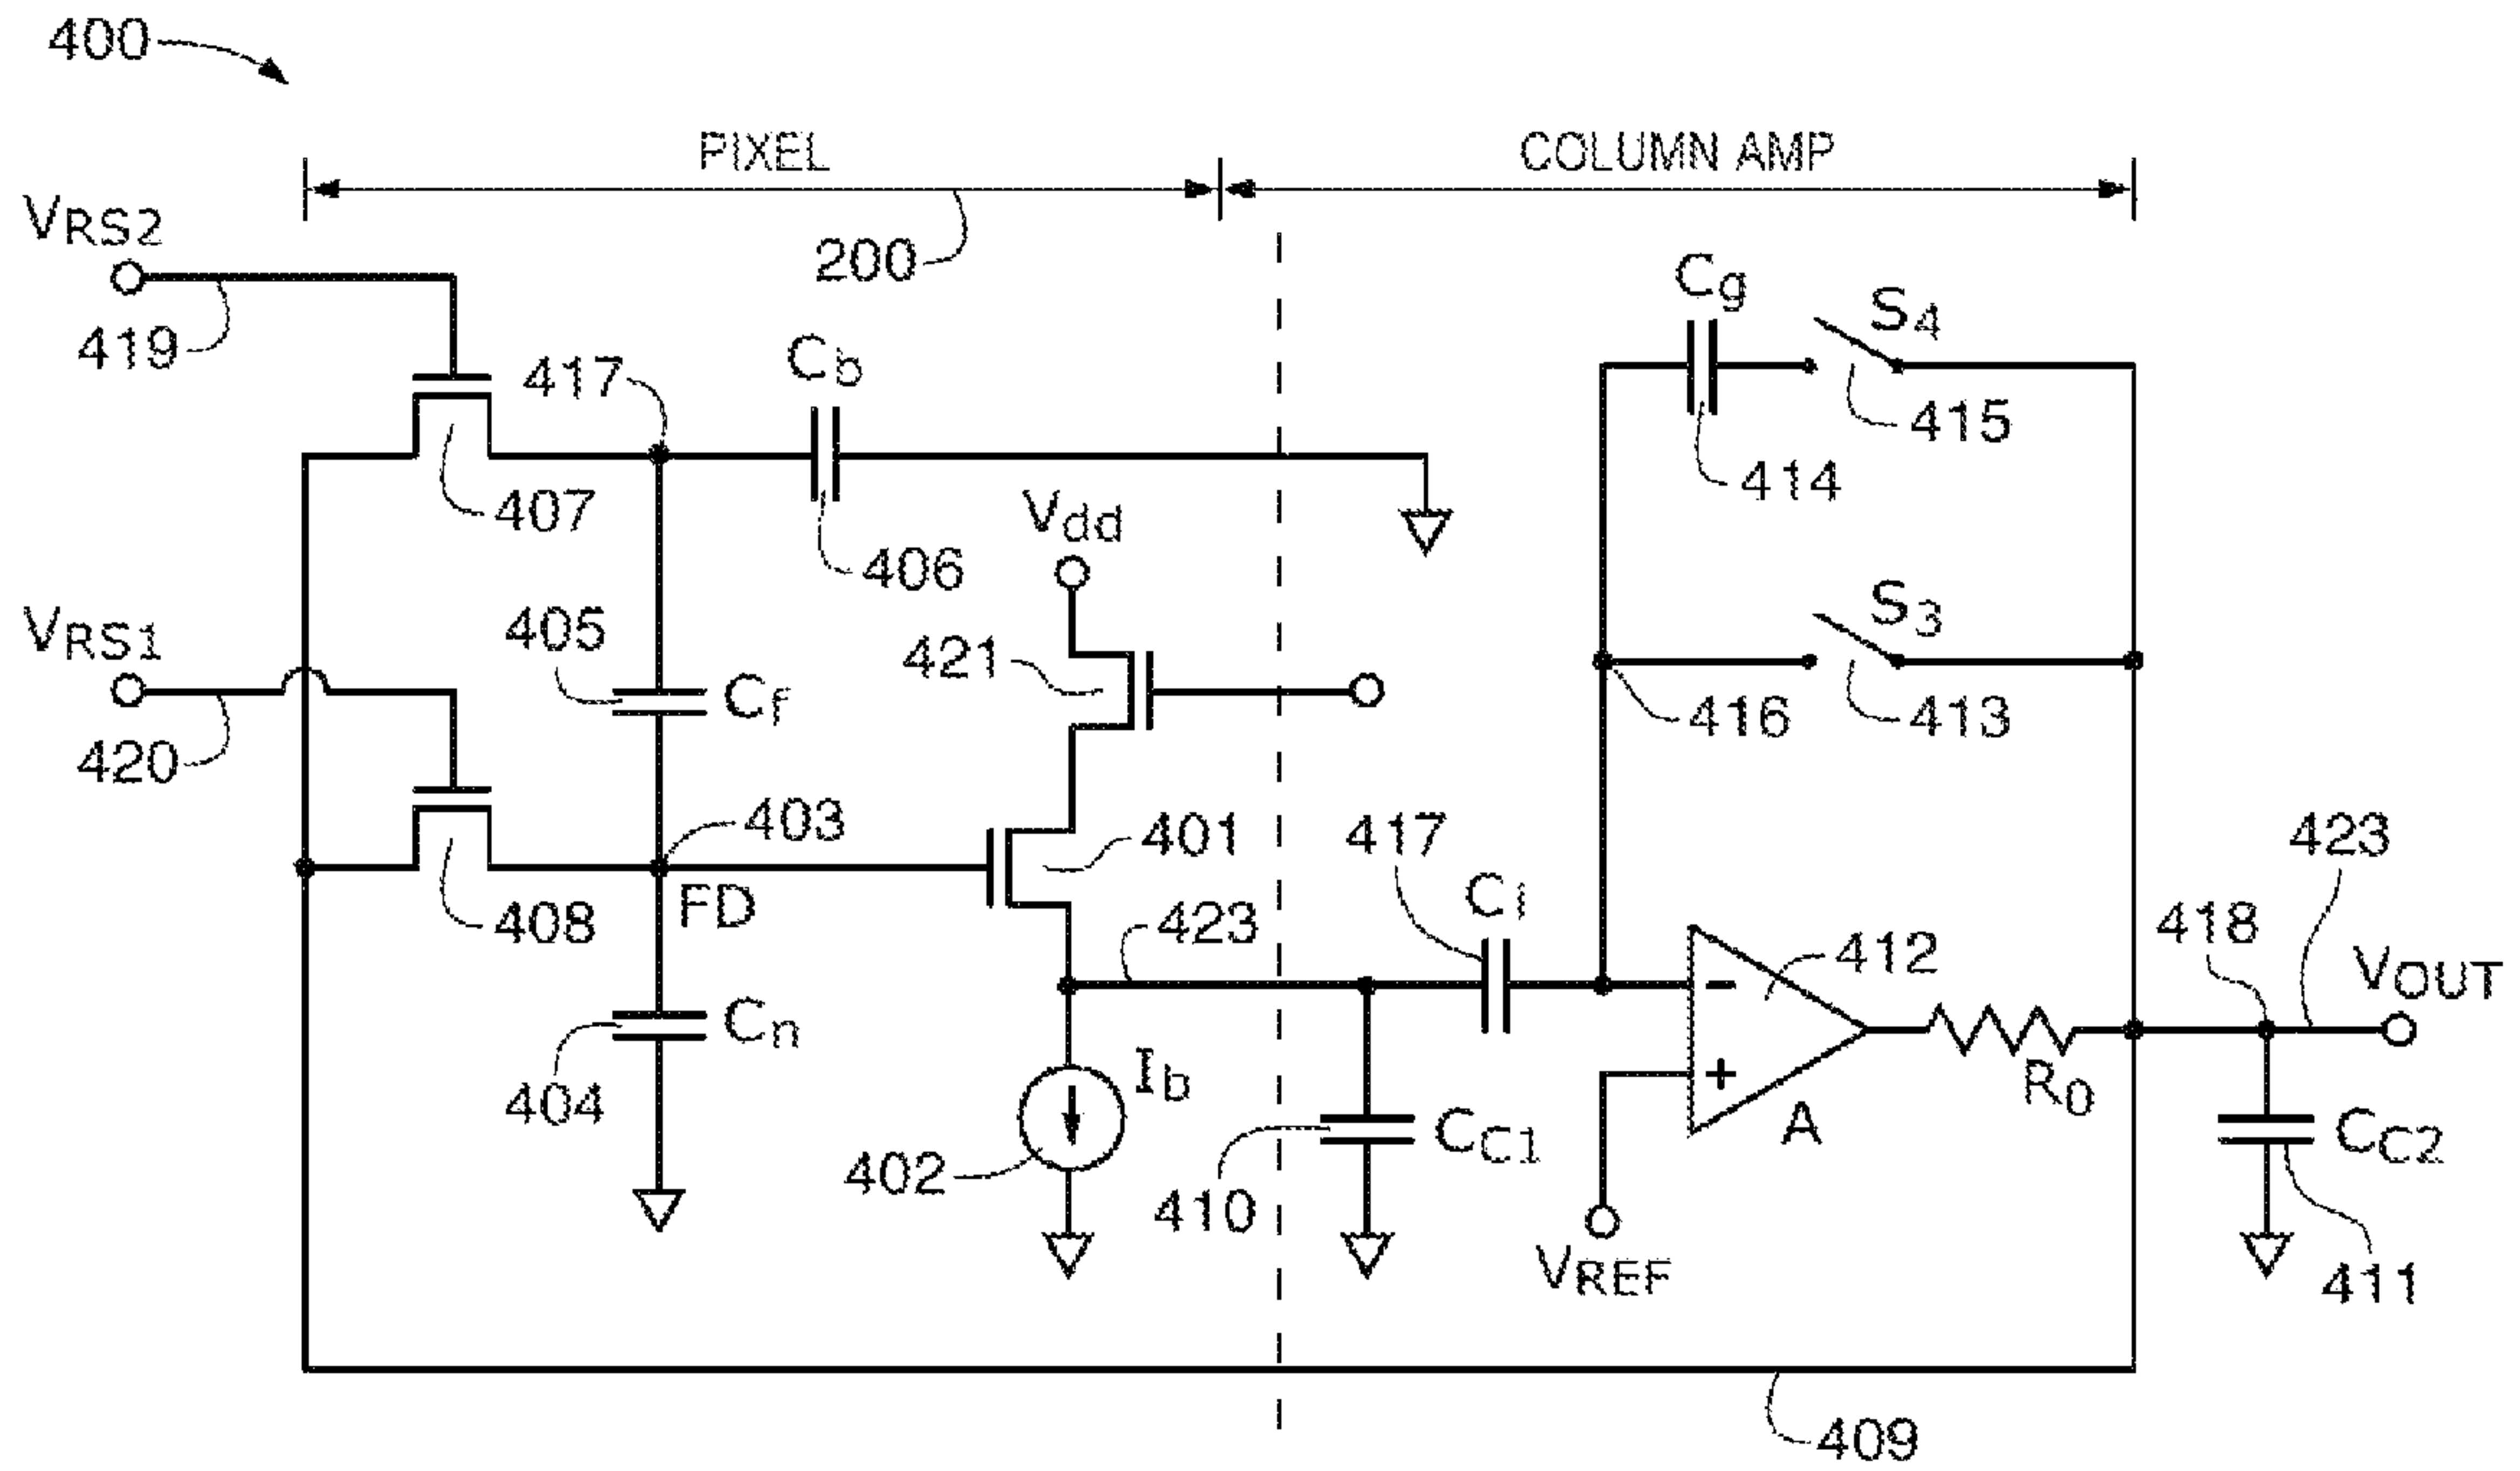 400
PIXEL
COLUMN AMP
200
VRS2
419
407
417
Cb
406
Cg
414
S4
415
Vdd
421
VRS1
420
405
Cf
S3
416
413
408
403
FD
401
423
417
Ci
412
418
423
VOUT
Cn
404
Ib
402
410
CC1
A
R0
VREF
CC2
411
409